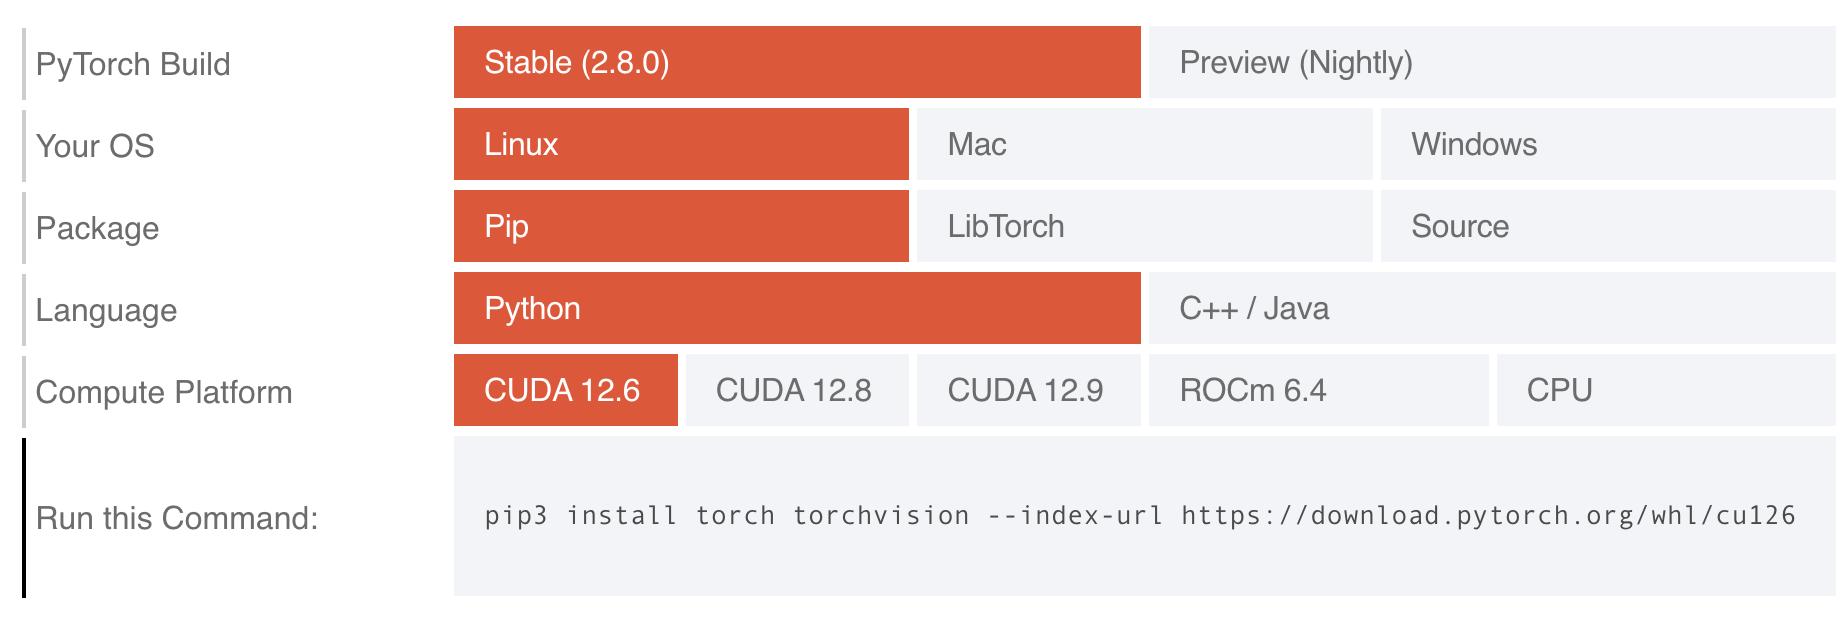 PyTorch Build Stable (2.8.0) Preview (Nightly)
Your OS Linux Mac Windows
Package Pip LibTorch Source
Language Python C++ / Java
Compute Platform CUDA 12.6 CUDA 12.8 CUDA 12.9 ROCm 6.4 CPU
Run this Command: pip3 install torch torchvision --index-url https://download.pytorch.org/whl/cu126